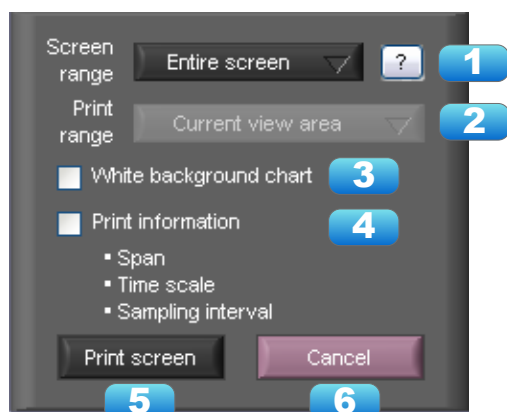 Screen range
Entire screen
?
1
Print range
Current view area
2
White background chart
3
Print information
4
▪ Span
▪ Time scale
▪ Sampling interval
Print screen
Cancel
5
6